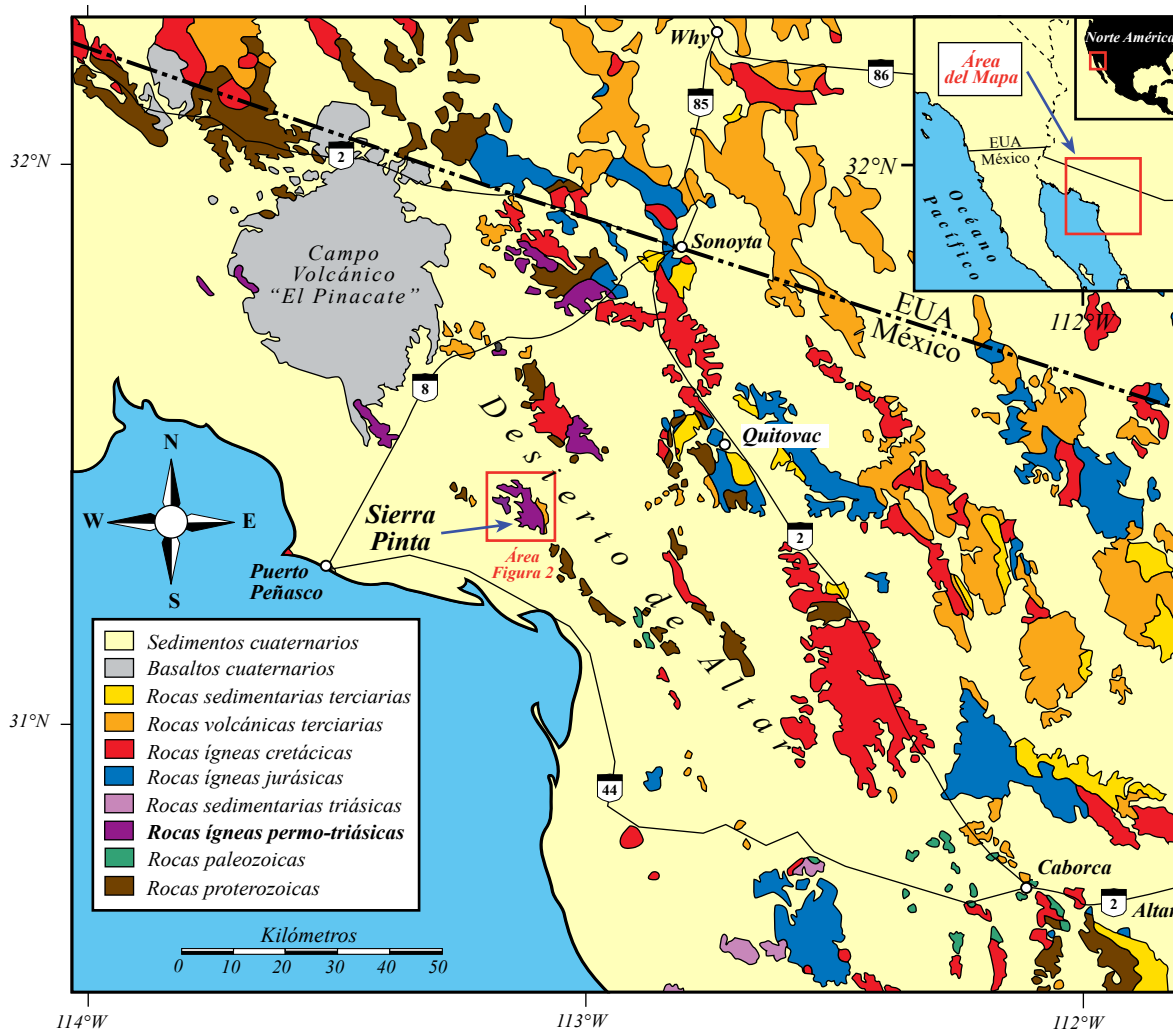 Why
86
85
2
32°N
32°N
Norte América
Área
del Mapa
EUA
México
Océano
Pacífico
112°W
Campo
Volcánico
“El Pinacate”
Sonoyta
EUA
México
8
Desierto de Altar
Quitovac
2
Sierra
Pinta
Área
Figura 2
N
W E
S
Puerto
Peñasco
31°N
Sedimentos cuaternarios
Basaltos cuaternarios
Rocas sedimentarias terciarias
Rocas volcánicas terciarias
Rocas ígneas cretácicas
Rocas ígneas jurásicas
Rocas sedimentarias triásicas
Rocas ígneas permo-triásicas
Rocas paleozoicas
Rocas proterozoicas
44
Caborca
2
Altar
Kilómetros
0 10 20 30 40 50
114°W 113°W 112°W